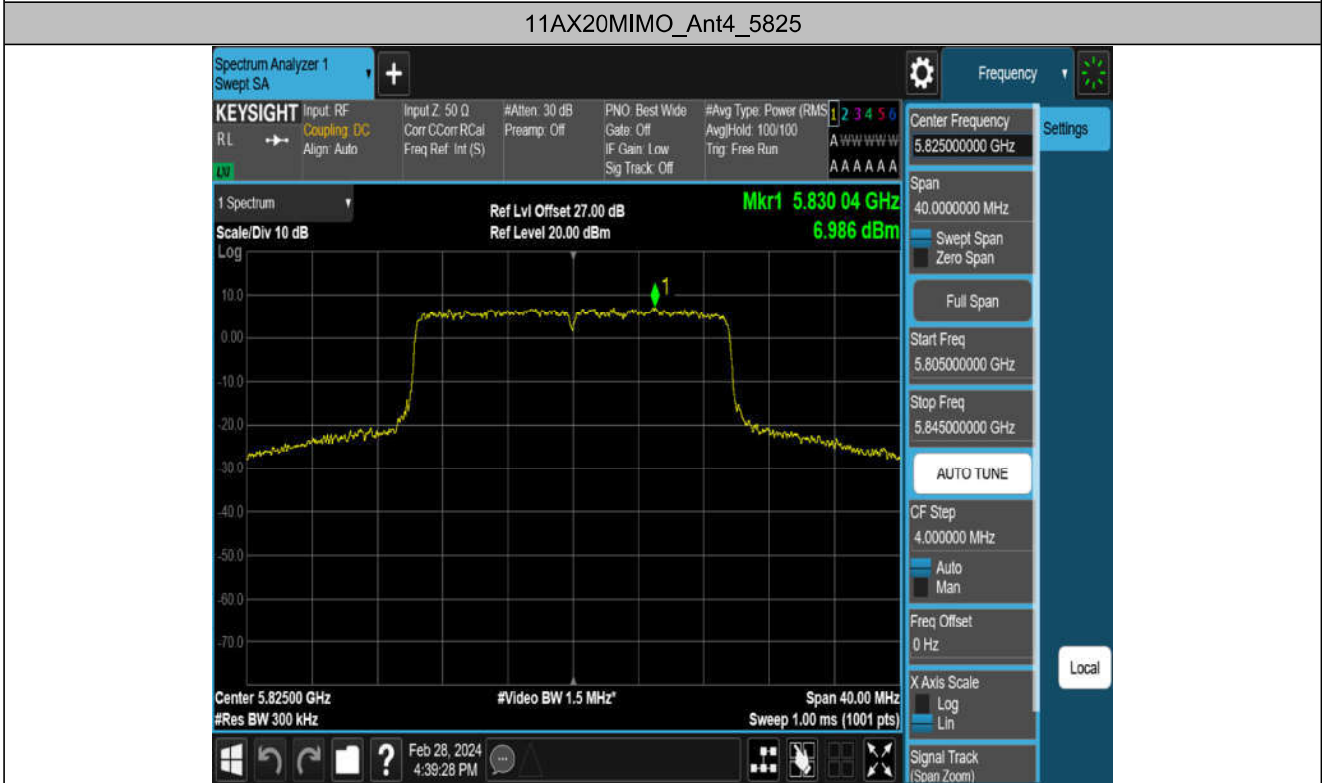 11AX20MIMO_Ant4_5825
Spectrum Analyzer 1
Swept SA
+
Frequency
KEYSIGHT
RL
LXI
Input: RF
Coupling: DC
Align: Auto
Input Z: 50 Ω
Corr CCorr RCal
Freq Ref: Int (S)
#Atten: 30 dB
Preamp: Off
PNO: Best Wide
Gate: Off
IF Gain: Low
Sig Track: Off
#Avg Type: Power (RMS
Avg|Hold: 100/100
Trig: Free Run
1 2 3 4 5 6
A W W W W W
A A A A A A
1 Spectrum
Scale/Div 10 dB
Log
Ref Lvl Offset 27.00 dB
Ref Level 20.00 dBm
Mkr1 5.830 04 GHz
6.986 dBm
1
10.0
0.00
-10.0
-20.0
-30.0
-40.0
-50.0
-60.0
-70.0
Center 5.82500 GHz
#Res BW 300 kHz
#Video BW 1.5 MHz*
Span 40.00 MHz
Sweep 1.00 ms (1001 pts)
?
Feb 28, 2024
4:39:28 PM
Center Frequency
5.825000000 GHz
Settings
Span
40.0000000 MHz
Swept Span
Zero Span
Full Span
Start Freq
5.805000000 GHz
Stop Freq
5.845000000 GHz
AUTO TUNE
CF Step
4.000000 MHz
Auto
Man
Freq Offset
0 Hz
X Axis Scale
Log
Lin
Local
Signal Track
(Span Zoom)